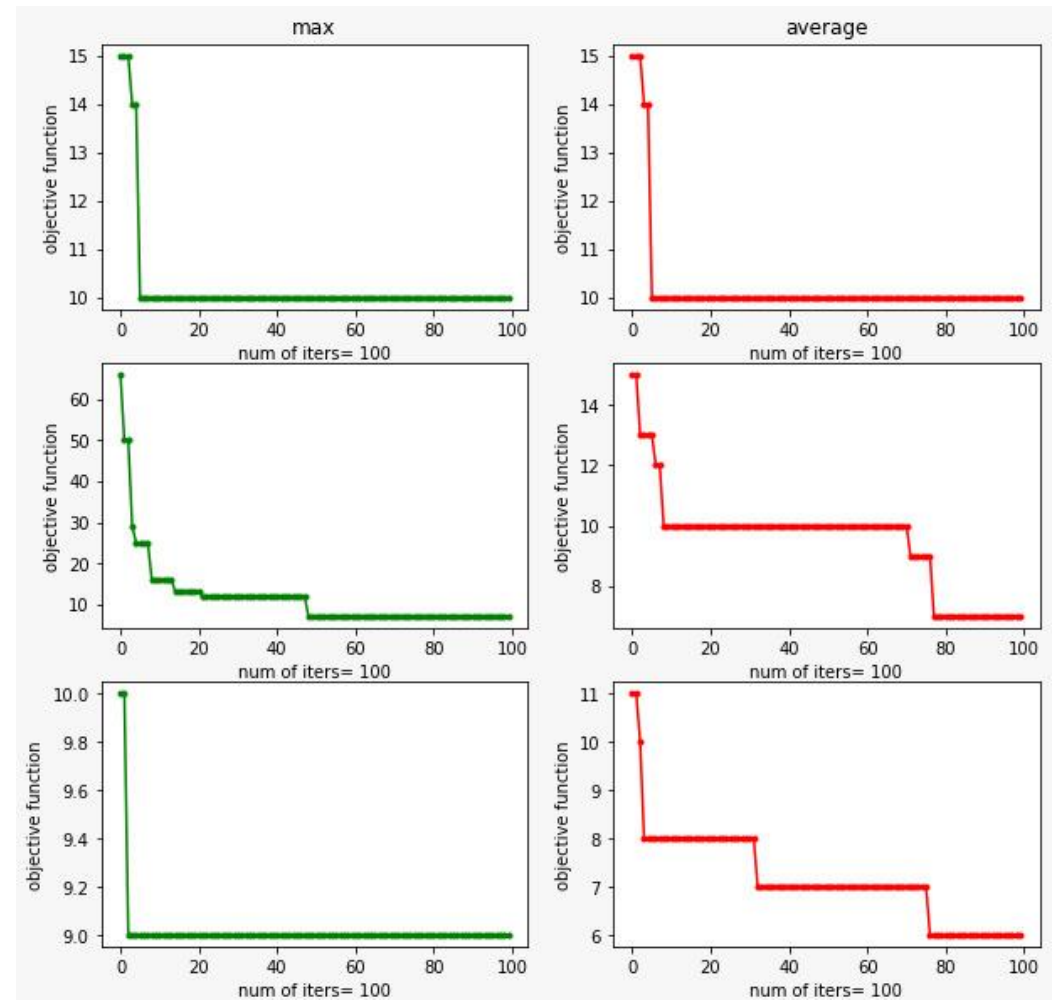 max
15
14
13
12
11
10
objective function
0 20 40 60 80 100
num of iters= 100
average
15
14
13
12
11
10
objective function
0 20 40 60 80 100
num of iters= 100
60
50
40
30
20
10
objective function
0 20 40 60 80 100
num of iters= 100
14
12
10
8
objective function
0 20 40 60 80 100
num of iters= 100
10.0
9.8
9.6
9.4
9.2
9.0
objective function
0 20 40 60 80 100
num of iters= 100
11
10
9
8
7
6
objective function
0 20 40 60 80 100
num of iters= 100